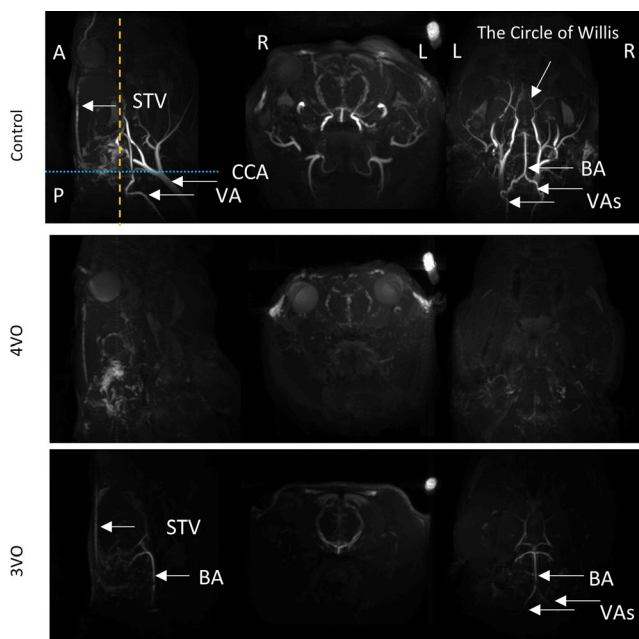 Control
A
STV
CCA
P
VA
R
L
The Circle of Willis
L
R
BA
VAs
4VO
3VO
STV
BA
BA
VAs